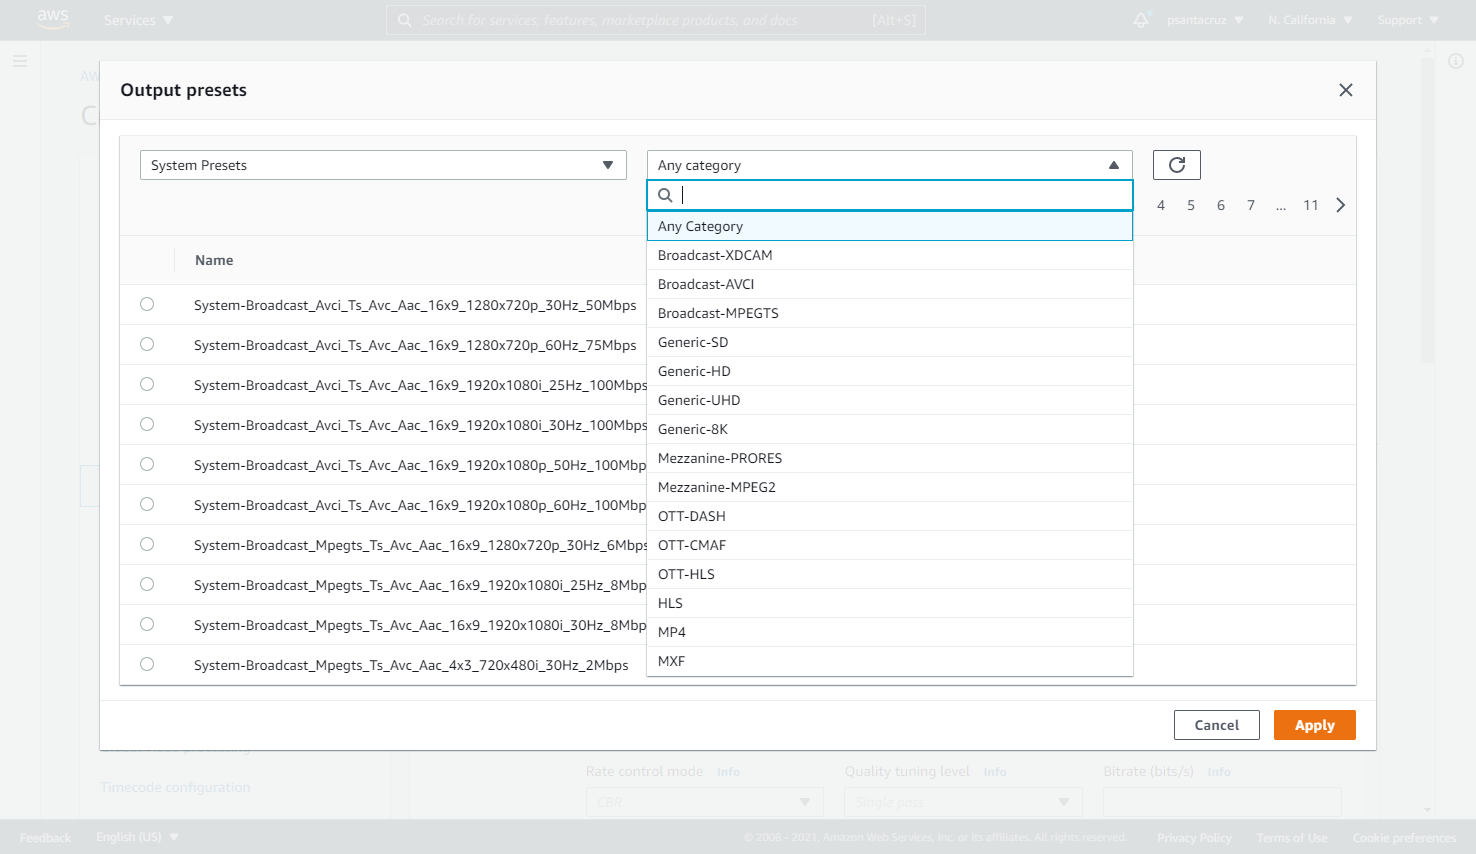 aws
Services
Search for services, features, marketplace products, and docs
[Alt+S]
psantacruz
N. California
Support
AW
C
Output presets
System Presets
Any category
4 5 6 7 ... 11
Any Category
Name
Broadcast-XDCAM
Broadcast-AVCI
System-Broadcast_Avci_Ts_Avc_Aac_16x9_1280x720p_30Hz_50Mbps
Broadcast-MPEGTS
System-Broadcast_Avci_Ts_Avc_Aac_16x9_1280x720p_60Hz_75Mbps
Generic-SD
Generic-HD
System-Broadcast_Avci_Ts_Avc_Aac_16x9_1920x1080i_25Hz_100Mbps
Generic-UHD
System-Broadcast_Avci_Ts_Avc_Aac_16x9_1920x1080i_30Hz_100Mbps
Generic-8K
Mezzanine-PRORES
System-Broadcast_Avci_Ts_Avc_Aac_16x9_1920x1080p_50Hz_100Mbp
Mezzanine-MPEG2
System-Broadcast_Avci_Ts_Avc_Aac_16x9_1920x1080p_60Hz_100Mbp
OTT-DASH
OTT-CMAF
System-Broadcast_Mpegts_Ts_Avc_Aac_16x9_1280x720p_30Hz_6Mbps
OTT-HLS
System-Broadcast_Mpegts_Ts_Avc_Aac_16x9_1920x1080i_25Hz_8Mbp
HLS
System-Broadcast_Mpegts_Ts_Avc_Aac_16x9_1920x1080i_30Hz_8Mbp
MP4
MXF
System-Broadcast_Mpegts_Ts_Avc_Aac_4x3_720x480i_30Hz_2Mbps
Cancel
Apply
Rate control mode Info
Quality tuning level Info
Bitrate (bits/s) Info
Timecode configuration
CBR
Single pass
Feedback
English (US)
© 2008 - 2021, Amazon Web Services, Inc. or its affiliates. All rights reserved.
Privacy Policy
Terms of Use
Cookie preferences